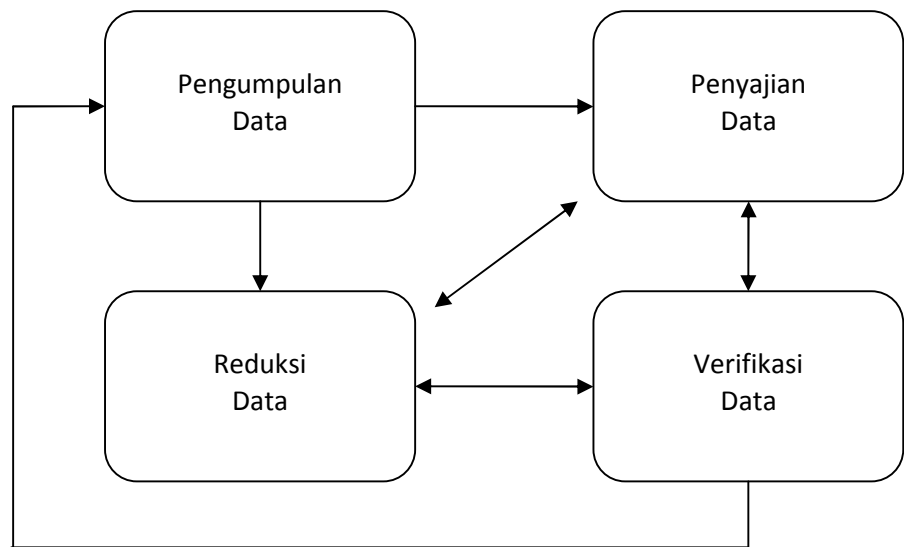 Pengumpulan
Data
Penyajian
Data
Reduksi
Data
Verifikasi
Data